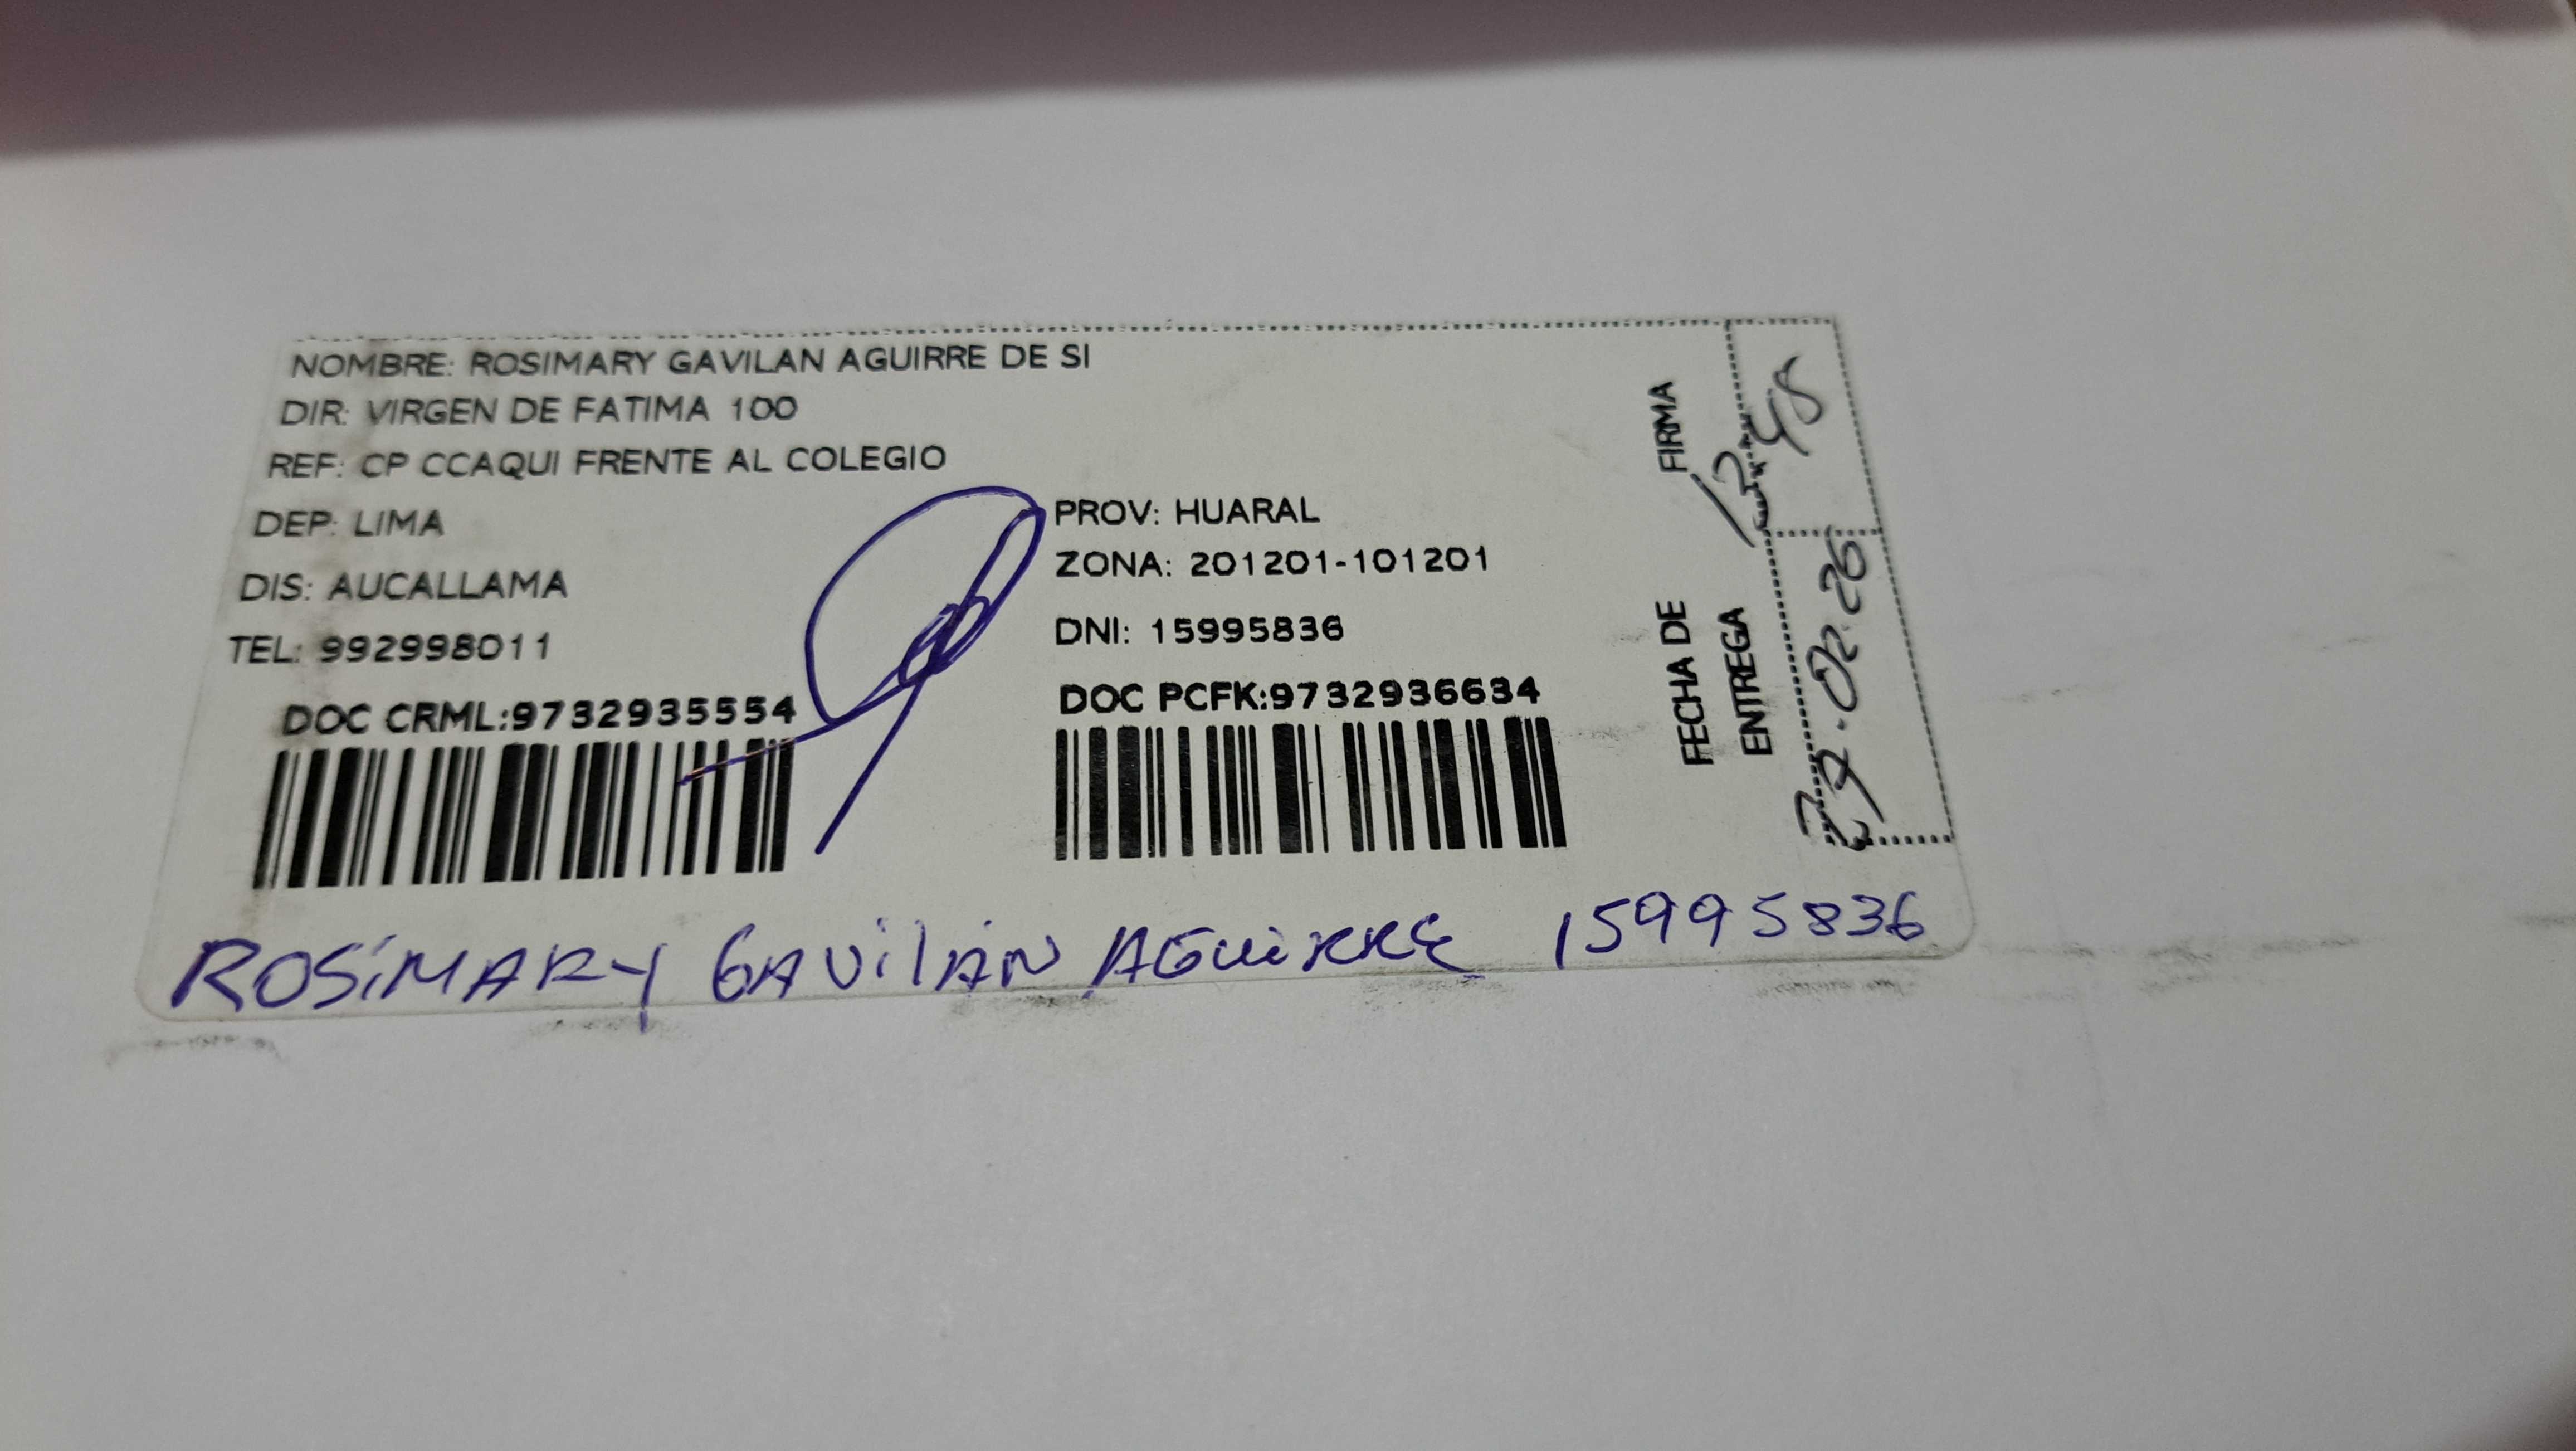 NOMBRE: ROSIMARY GAVILAN AGUIRRE DE SI
DIR: VIRGEN DE FATIMA 100
REF: CP CCAQUI FRENTE AL COLEGIO
DEP: LIMA
PROV: HUARAL
DIS: AUCALLAMA
ZONA: 201201-101201
TEL: 992998011
DNI: 15995836
DOC CRML:9732935554
DOC PCFK:9732936634
FIRMA
FECHA DE
ENTREGA
ROSIMARY GAVILAN AGUIRRE 15995836